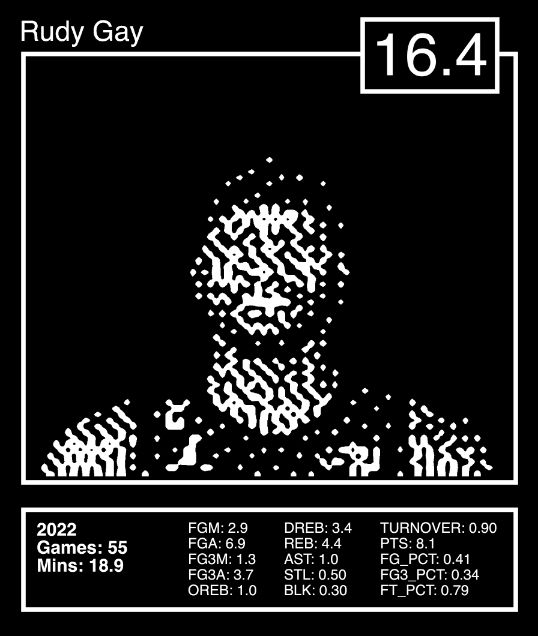 Rudy Gay
16.4
2022
Games: 55
Mins: 18.9
FGM: 2.9
FGA: 6.9
FG3M: 1.3
FG3A: 3.7
OREB: 1.0
DREB: 3.4
REB: 4.4
AST: 1.0
STL: 0.50
BLK: 0.30
TURNOVER: 0.90
PTS: 8.1
FG_PCT: 0.41
FG3_PCT: 0.34
FT_PCT: 0.79